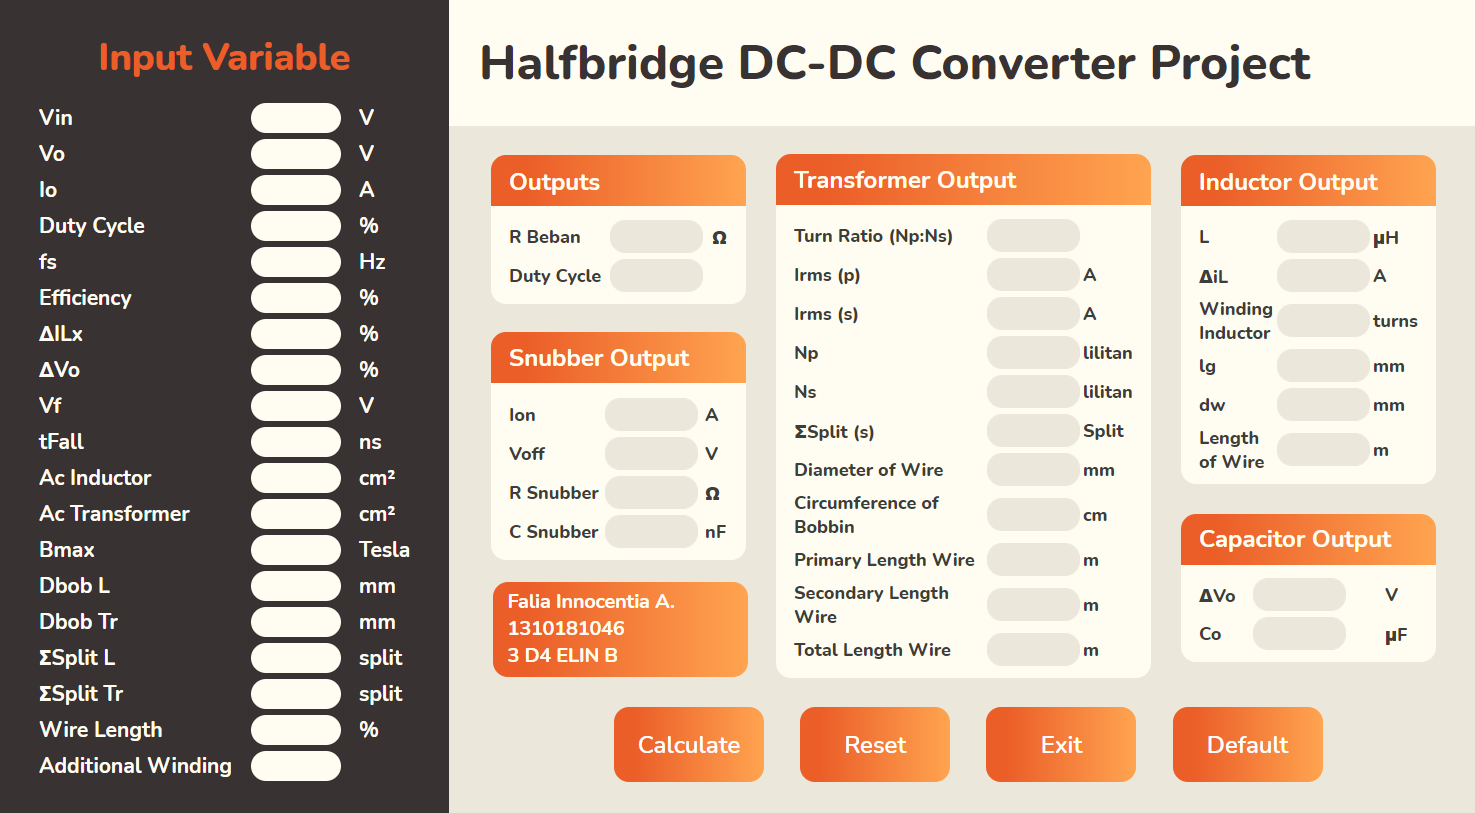 Input Variable
Vin V
Vo V
Io A
Duty Cycle %
fs Hz
Efficiency %
ΔILx %
ΔVo %
Vf V
tFall ns
Ac Inductor cm²
Ac Transformer cm²
Bmax Tesla
Dbob L mm
Dbob Tr mm
ΣSplit L split
ΣSplit Tr split
Wire Length %
Additional Winding
Halfbridge DC-DC Converter Project
Outputs
R Beban Ω
Duty Cycle
Snubber Output
Ion A
Voff V
R Snubber Ω
C Snubber nF
Falia Innocentia A.
1310181046
3 D4 ELIN B
Transformer Output
Turn Ratio (Np:Ns)
Irms (p) A
Irms (s) A
Np lilitan
Ns lilitan
ΣSplit (s) Split
Diameter of Wire mm
Circumference of
Bobbin cm
Primary Length Wire m
Secondary Length
Wire m
Total Length Wire m
Inductor Output
L μH
ΔiL A
Winding
Inductor turns
lg mm
dw mm
Length
of Wire m
Capacitor Output
ΔVo V
Co μF
Calculate
Reset
Exit
Default